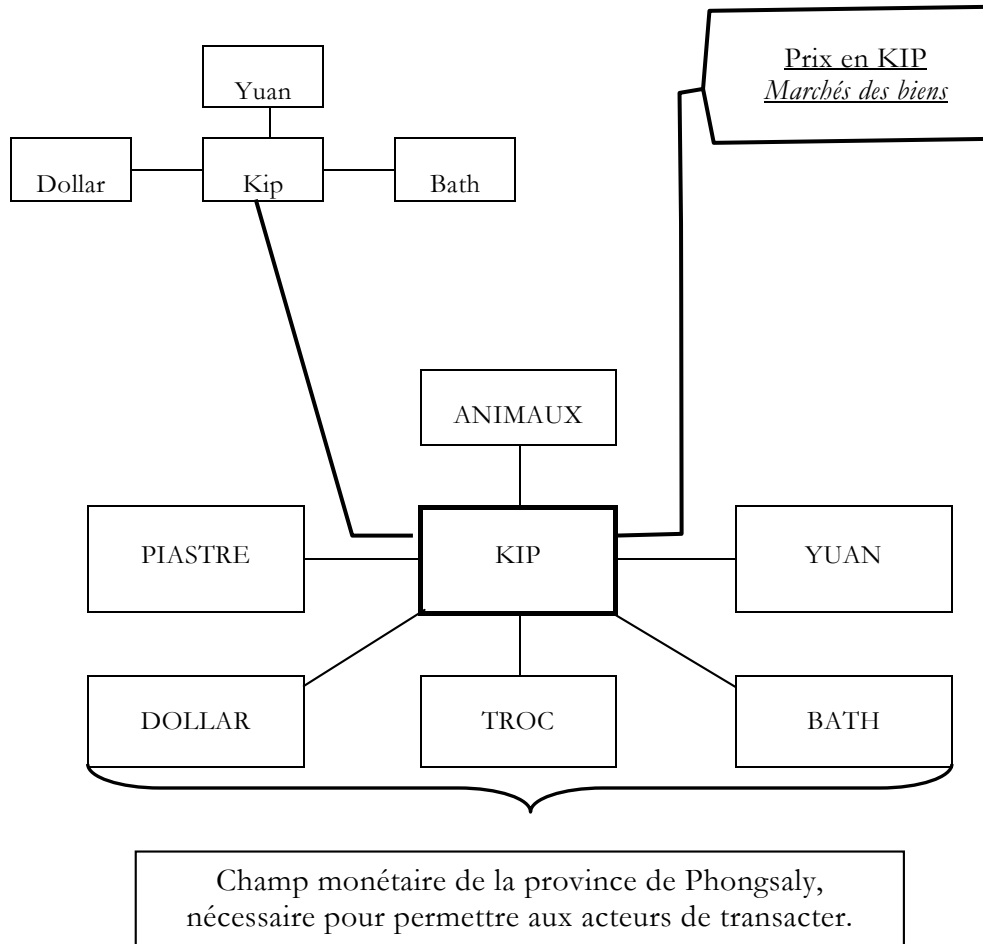 Prix en KIP
Marchés des biens
Yuan
Dollar
Kip
Bath
ANIMAUX
PIASTRE
KIP
YUAN
DOLLAR
TROC
BATH
Champ monétaire de la province de Phongsaly,
nécessaire pour permettre aux acteurs de transacter.